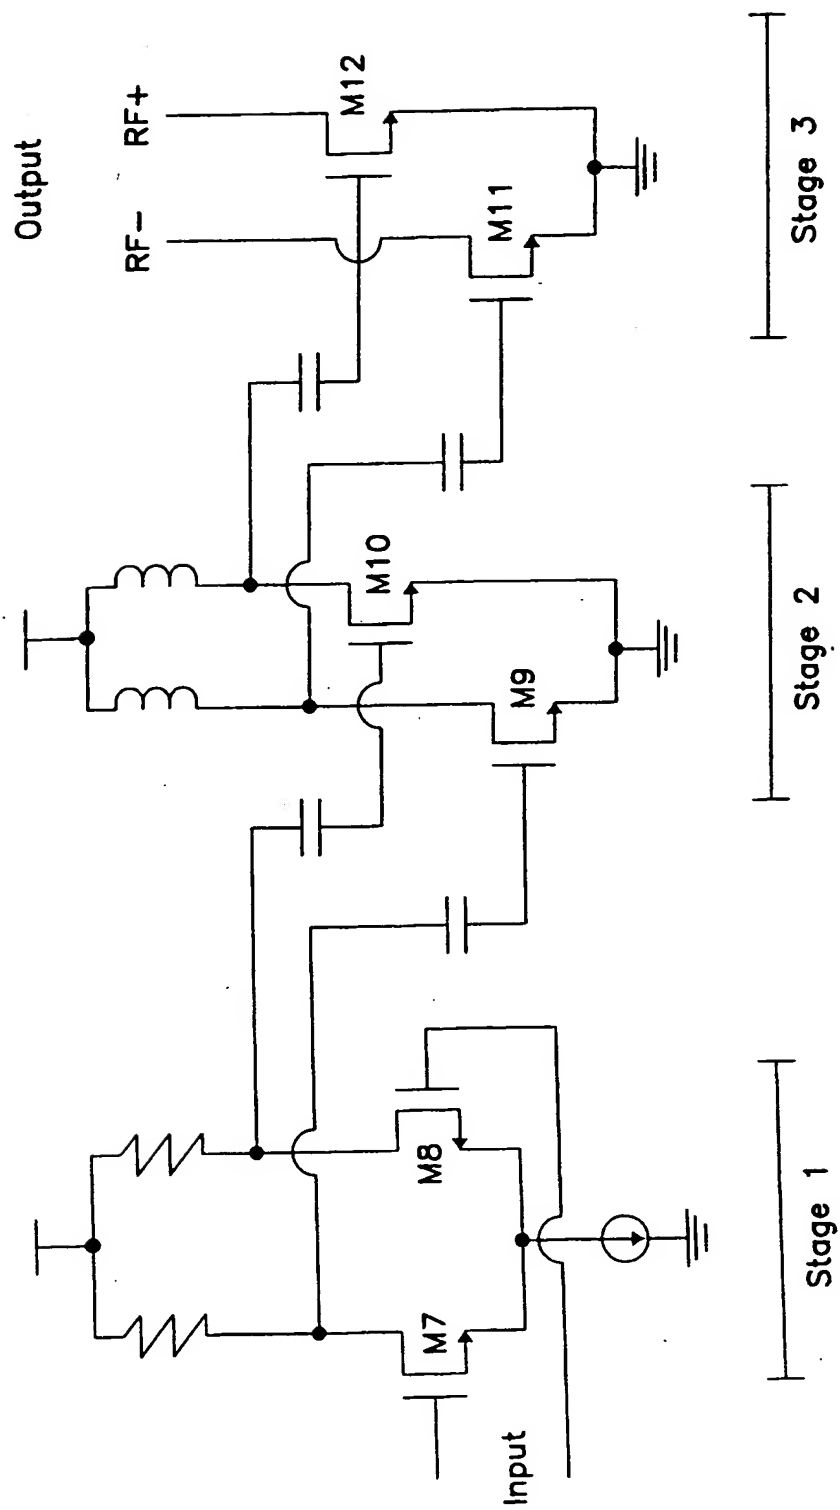 Output
RF−
RF+
M12
M11
M10
M9
M8
M7
Input
Stage 1
Stage 2
Stage 3